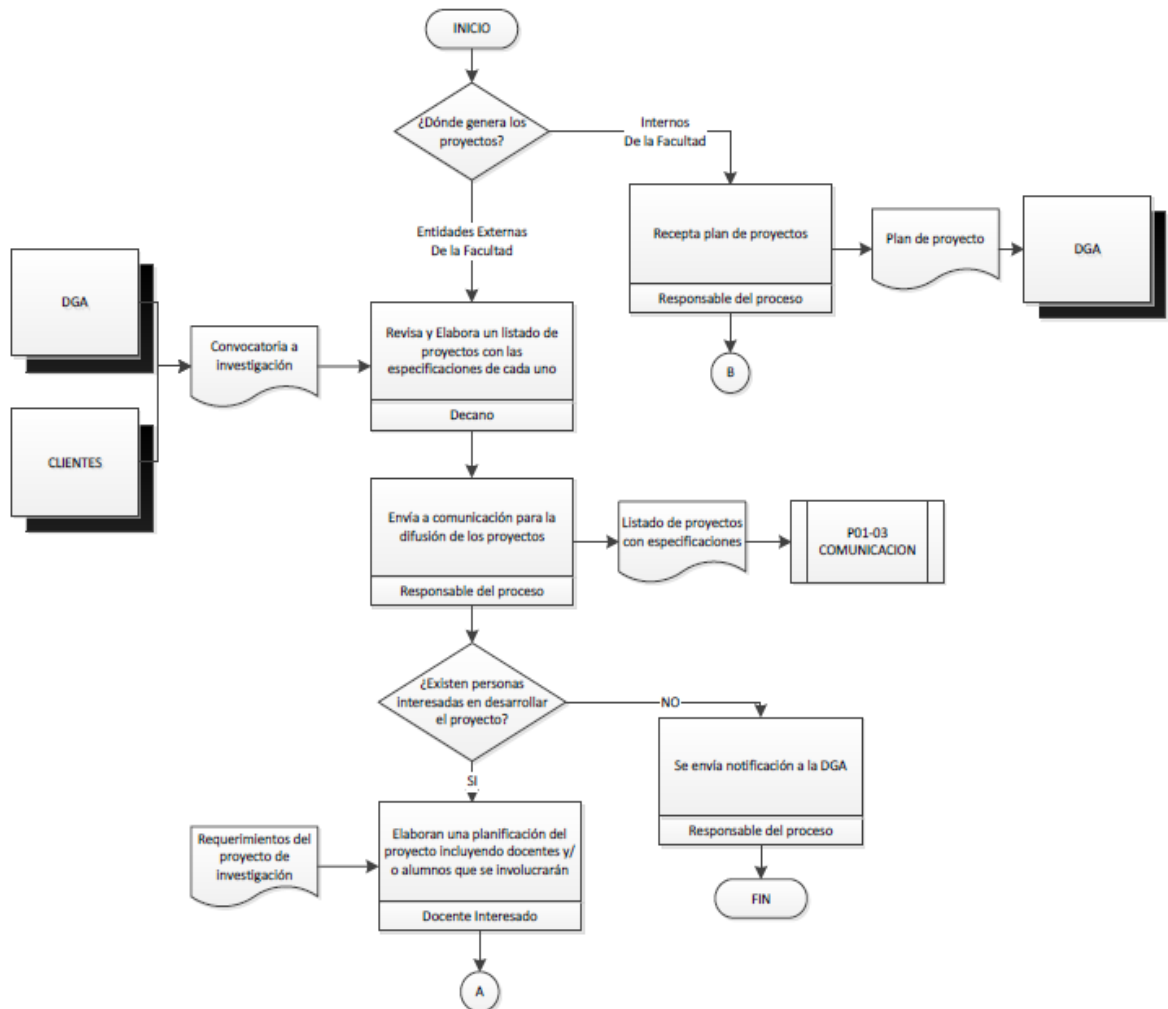 INICIO
¿Dónde genera los
proyectos?
Internos
De la Facultad
Recepta plan de proyectos
Responsable del proceso
Plan de proyecto
DGA
B
Entidades Externas
De la Facultad
DGA
CLIENTES
Convocatoria a
investigación
Revisa y Elabora un listado de
proyectos con las
especificaciones de cada uno
Decano
Envía a comunicación para la
difusión de los proyectos
Responsable del proceso
Listado de proyectos
con especificaciones
P01-03
COMUNICACION
¿Existen personas
interesadas en desarrollar
el proyecto?
NO
Se envía notificación a la DGA
Responsable del proceso
FIN
SI
Requerimientos del
proyecto de
investigación
Elaboran una planificación del
proyecto incluyendo docentes y/
o alumnos que se involucrarán
Docente Interesado
A